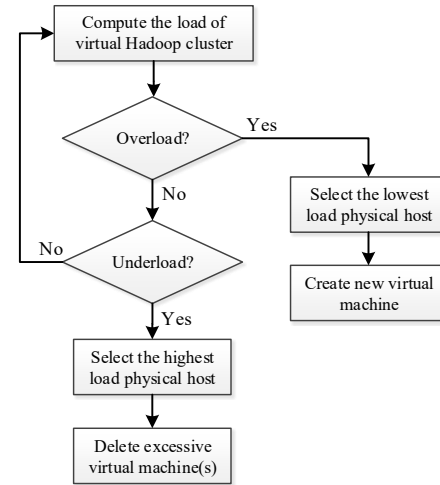 Compute the load of
virtual Hadoop cluster
Overload?
Yes
No
Select the lowest
load physical host
No
Underload?
Create new virtual
machine
Yes
Select the highest
load physical host
Delete excessive
virtual machine(s)